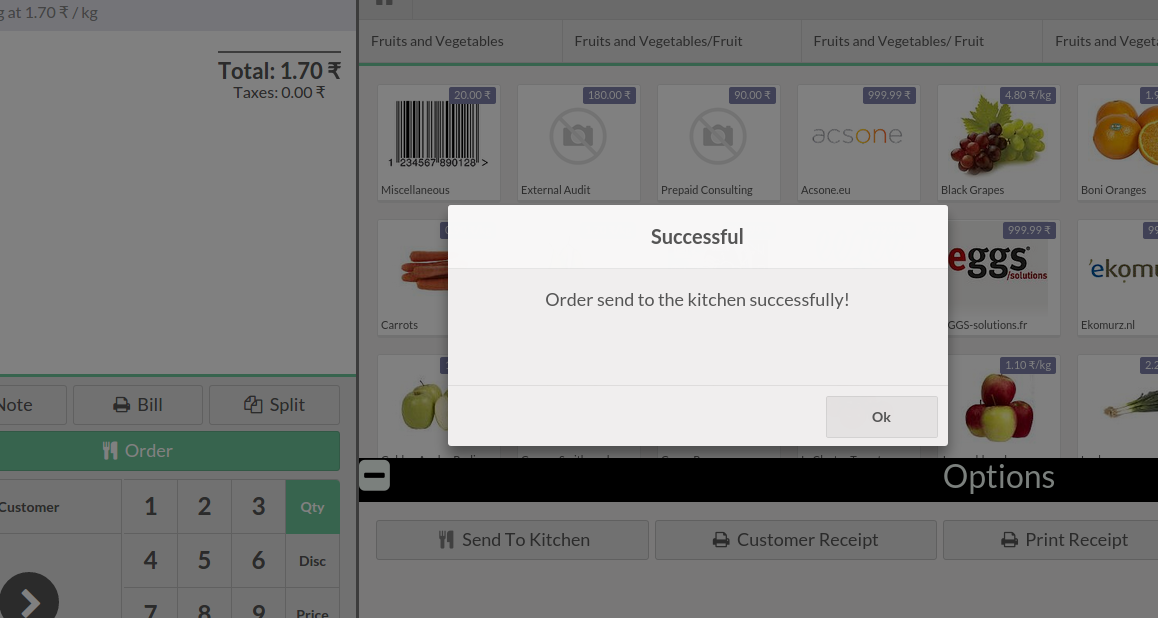 g at 1.70 ₹ / kg
Total: 1.70 ₹
Taxes: 0.00 ₹
Note
Bill
Split
Order
Customer
1 2 3 Qty
4 5 6 Disc
7 8 9 Price
Fruits and Vegetables
Fruits and Vegetables/Fruit
Fruits and Vegetables/ Fruit
Fruits and Vegeta
20.00 ₹
1 234567 890128 >
Miscellaneous
180.00 ₹
External Audit
90.00 ₹
Prepaid Consulting
999.99 ₹
acsone
Acsone.eu
4.80 ₹/kg
Black Grapes
1.9
Boni Oranges
Carrots
999.99 ₹
eggs
/solutions
GGS-solutions.fr
99
'ekomu
Ekomurz.nl
1.10 ₹/kg
2.2
Successful
Order send to the kitchen successfully!
Ok
Options
Send To Kitchen
Customer Receipt
Print Receipt